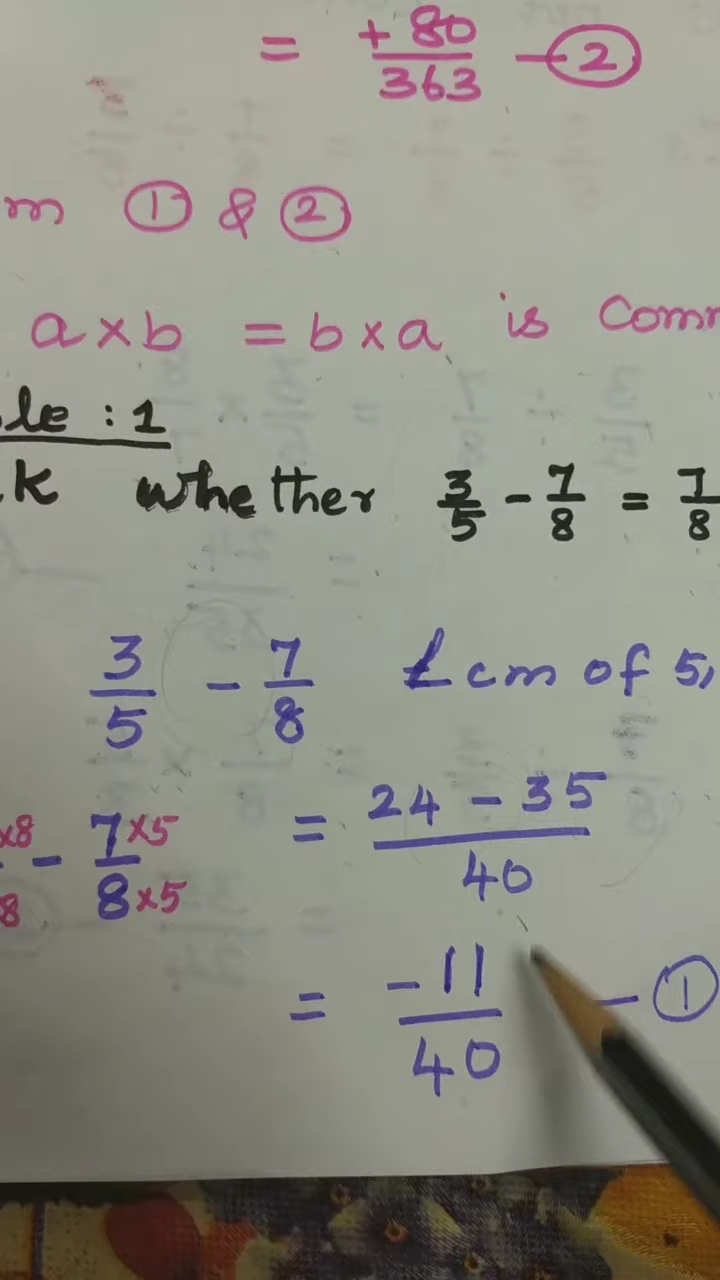 = +80/363 - ②
m ① & ②
a×b = b×a is Comm
le : 1
k whether 3/5 - 7/8 = 7/8
3/5 - 7/8 Lcm of 5,
×8/8 - 7×5/8×5 = 24 - 35/40
= -11/40 - ①